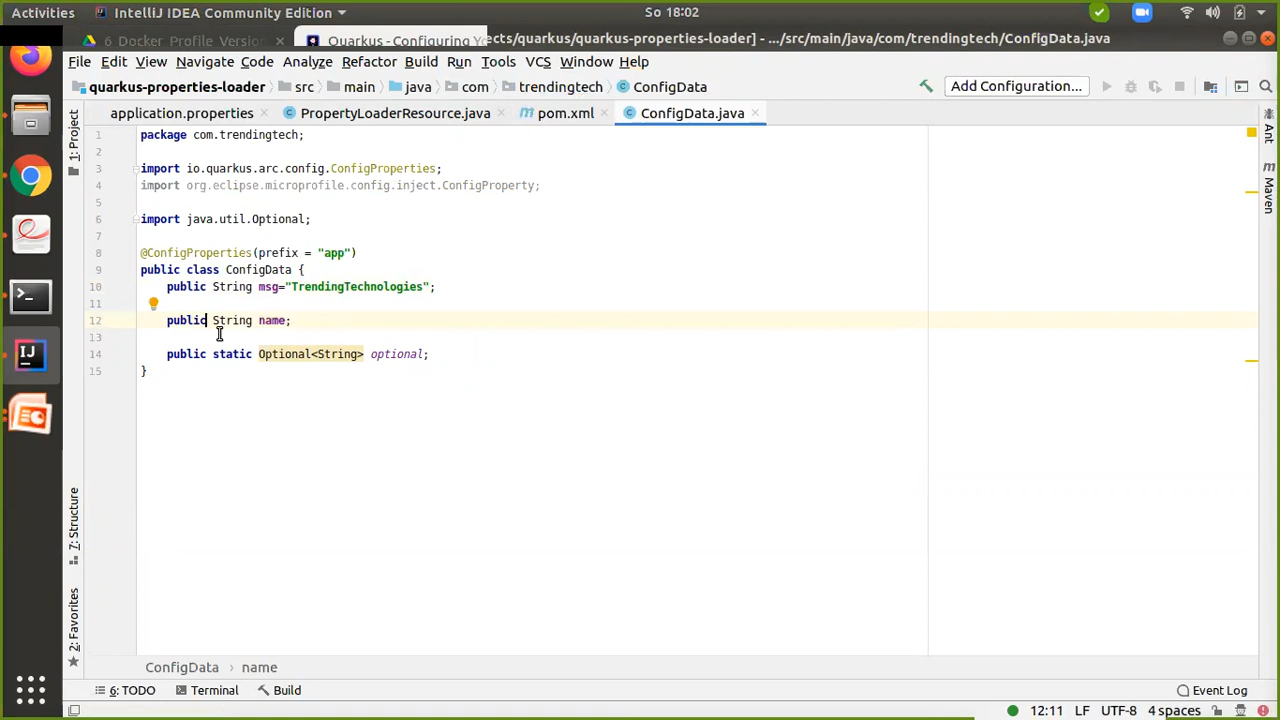 Activities IntelliJ IDEA Community Edition So 18:02
6 Docker Profile Versio Quarkus - Configuring Yo ects/quarkus/quarkus-properties-loader] - .../src/main/java/com/trendingtech/ConfigData.java
File Edit View Navigate Code Analyze Refactor Build Run Tools VCS Window Help
quarkus-properties-loader src main java com trendingtech ConfigData Add Configuration...
application.properties PropertyLoaderResource.java pom.xml ConfigData.java
1: Project
Ant
Maven
1 package com.trendingtech;
2
3 import io.quarkus.arc.config.ConfigProperties;
4 import org.eclipse.microprofile.config.inject.ConfigProperty;
5
6 import java.util.Optional;
7
8 @ConfigProperties(prefix = "app")
9 public class ConfigData {
10 public String msg="TrendingTechnologies";
11
12 public String name;
13
14 public static Optional<String> optional;
15 }
7: Structure
2: Favorites
ConfigData name
6: TODO Terminal Build Event Log
12:11 LF UTF-8 4 spaces